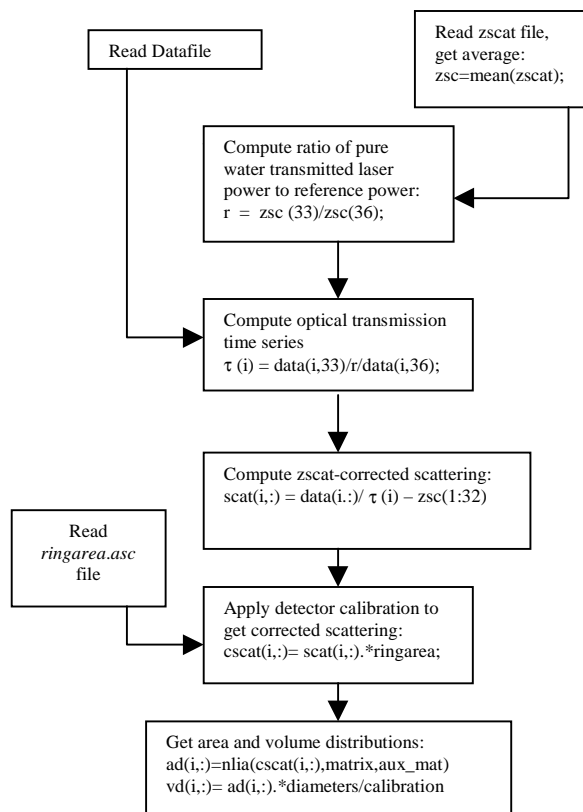 Read Datafile
Read zscat file,
get average:
zsc=mean(zscat);
Compute ratio of pure
water transmitted laser
power to reference power:
r = zsc (33)/zsc(36);
Compute optical transmission
time series
τ (i) = data(i,33)/r/data(i,36);
Compute zscat-corrected scattering:
scat(i,:) = data(i.:)/ τ (i) – zsc(1:32)
Read
ringarea.asc
file
Apply detector calibration to
get corrected scattering:
cscat(i,:)= scat(i,:).*ringarea;
Get area and volume distributions:
ad(i,:)=nlia(cscat(i,:),matrix,aux_mat)
vd(i,:)= ad(i,:).*diameters/calibration